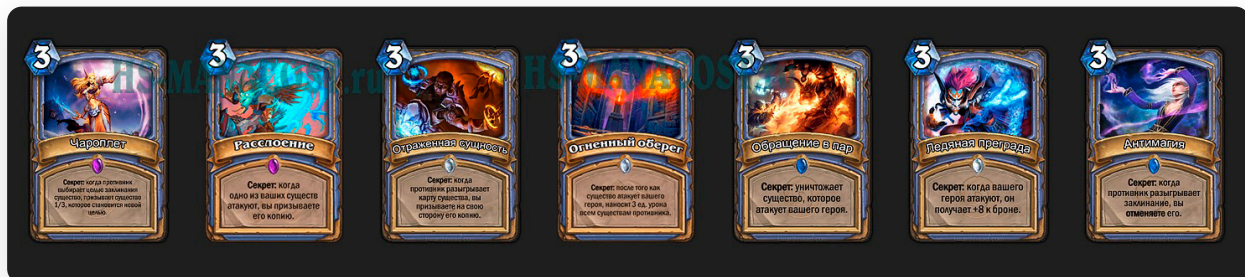 3
Чароплет
Секрет: когда противник
выбирает целью заклинания
существо, призывает существо
1/3, которое становится новой
целью.
3
Расслоение
Секрет: когда
одно из ваших существ
атакуют, вы призываете
его копию.
3
Отраженная сущность
Секрет: когда
противник разыгрывает
карту существа, вы
призываете на свою
сторону его копию.
3
Огненный оберег
Секрет: после того как
существо атакует вашего
героя, наносит 3 ед. урона
всем существам противника.
3
Обращение в пар
Секрет: уничтожает
существо, которое
атакует вашего героя.
3
Ледяная преграда
Секрет: когда вашего
героя атакуют, он
получает +8 к броне.
3
Антимагия
Секрет: когда
противник разыгрывает
заклинание, вы
отменяете его.